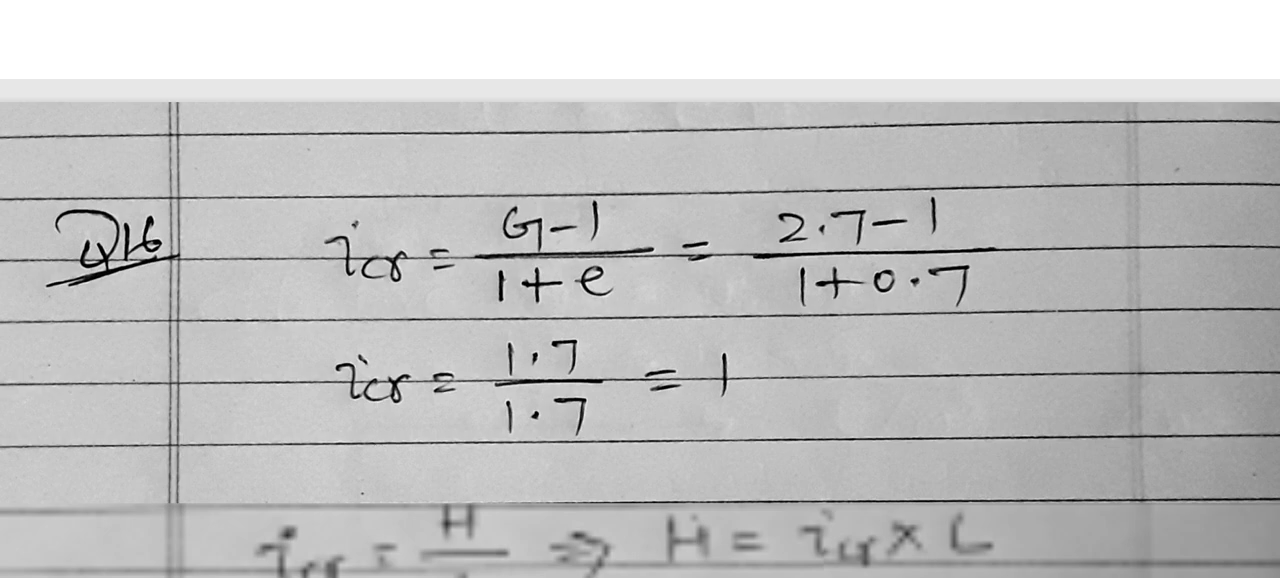 Q16
icr = G-1 / 1+e = 2.7-1 / 1+0.7
icr = 1.7 / 1.7 = 1
icr = H / ⇒ H = icr × L